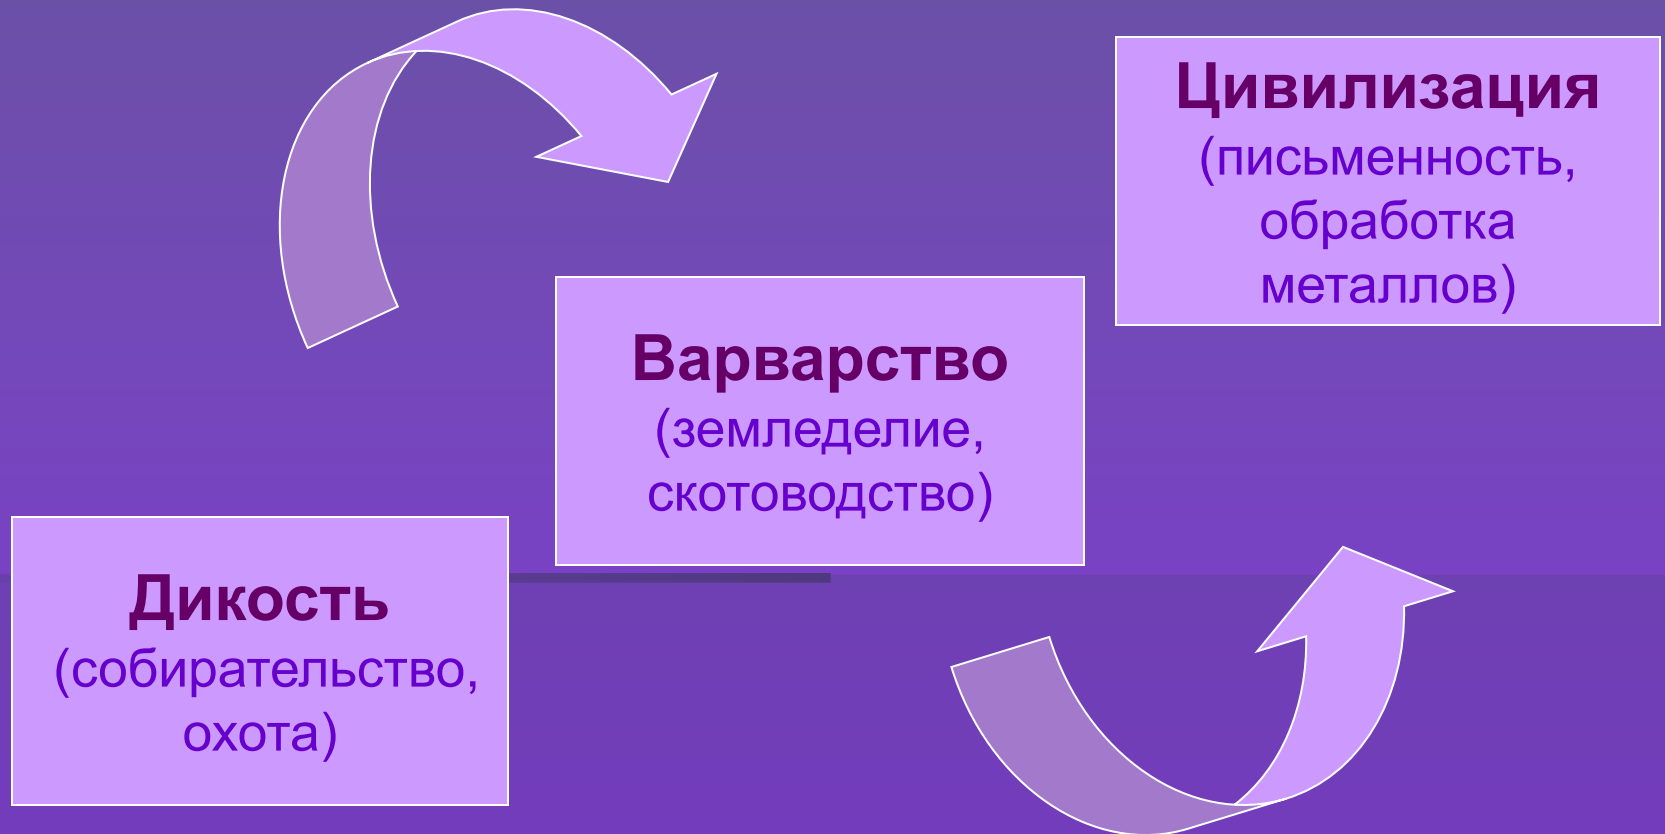 Цивилизация
(письменность,
обработка
металлов)
Варварство
(земледелие,
скотоводство)
Дикость
(собирательство,
охота)